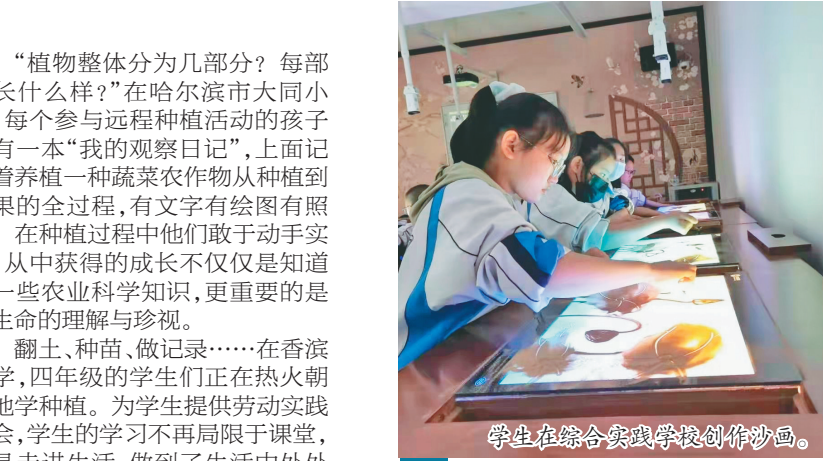 “植物整体分为几部分？每部
长什么样？”在哈尔滨市大同小
每个参与远程种植活动的孩子
有一本“我的观察日记”，上面记
着养植一种蔬菜农作物从种植到
果的全过程，有文字有绘图有照
在种植过程中他们敢于动手实
从中获得的成长不仅仅是知道
一些农业科学知识，更重要的是
生命的理解与珍视。
翻土、种苗、做记录……在香滨
学，四年级的学生们正在热火朝
地学种植。为学生提供劳动实践
会，学生的学习不再局限于课堂，
学生在综合实践学校创作沙画。